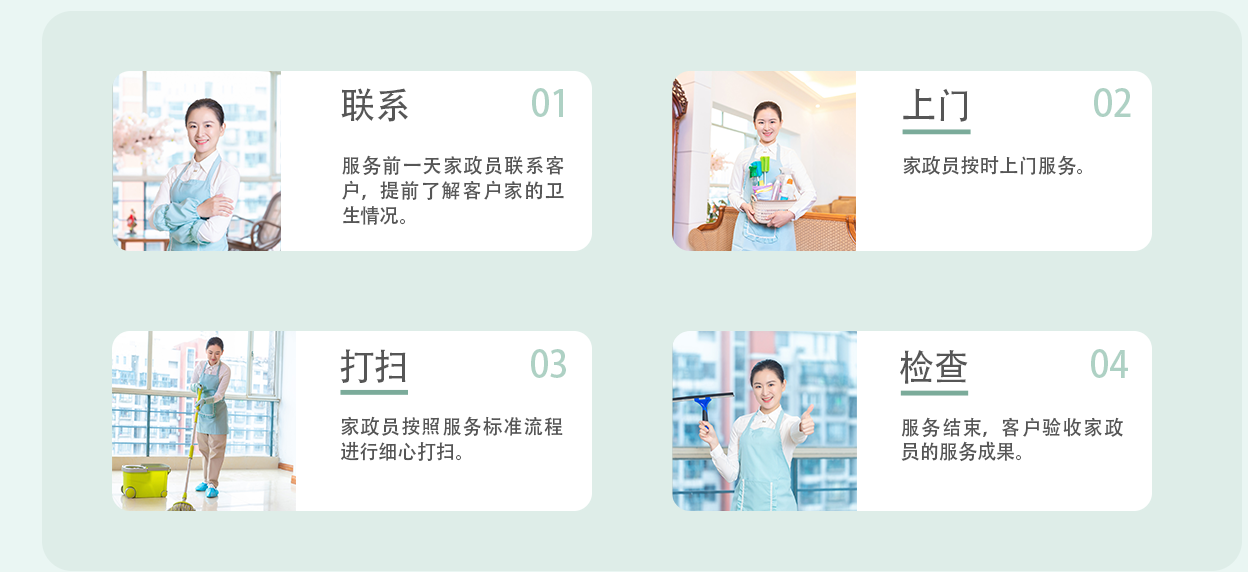 联系 01
服务前一天家政员联系客
户，提前了解客户家的卫
生情况。
上门 02
家政员按时上门服务。
打扫 03
家政员按照服务标准流程
进行细心打扫。
检查 04
服务结束，客户验收家政
员的服务成果。